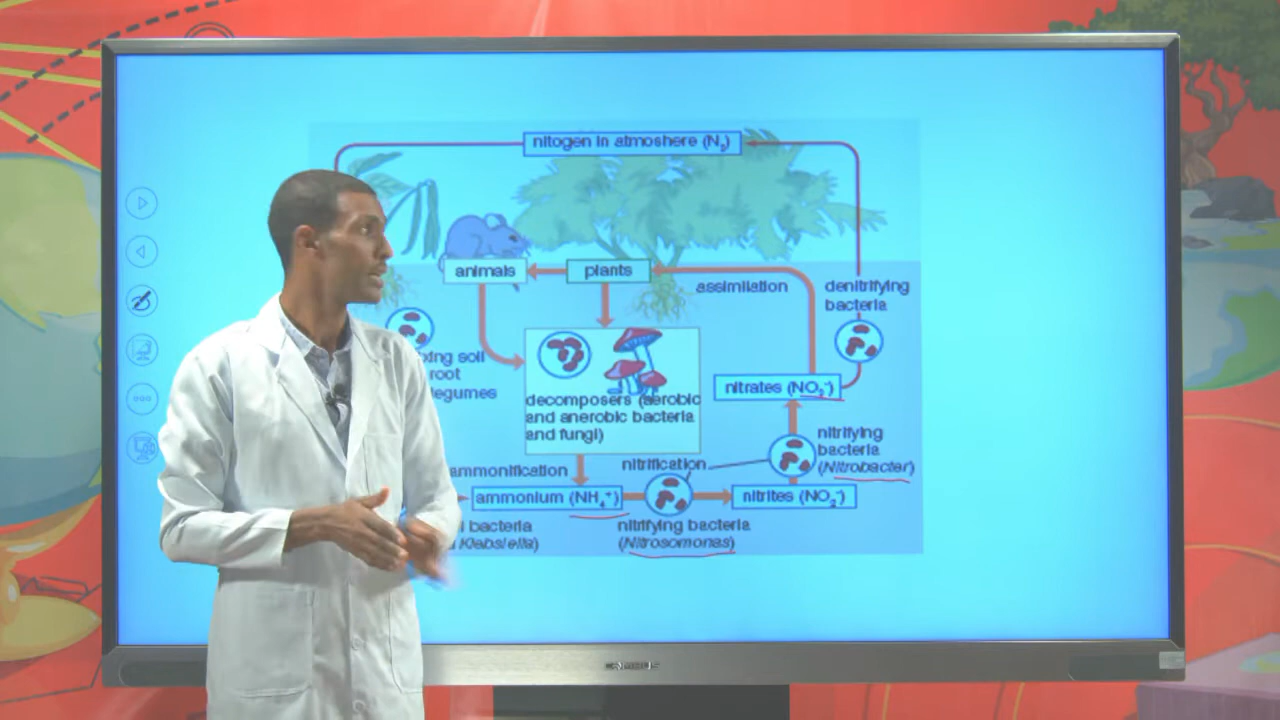 nitogen in atmoshere (N₂)
animals
plants
assimilation
denitrifying
bacteria
soil
root
legumes
decomposers (aerobic
and anerobic bacteria
and fungi)
nitrates (NO₃⁻)
nitrifying
bacteria
(Nitrobacter)
ammonification
nitrification
ammonium (NH₄⁺)
nitrites (NO₂⁻)
bacteria
Klebsiella)
nitrifying bacteria
(Nitrosomonas)